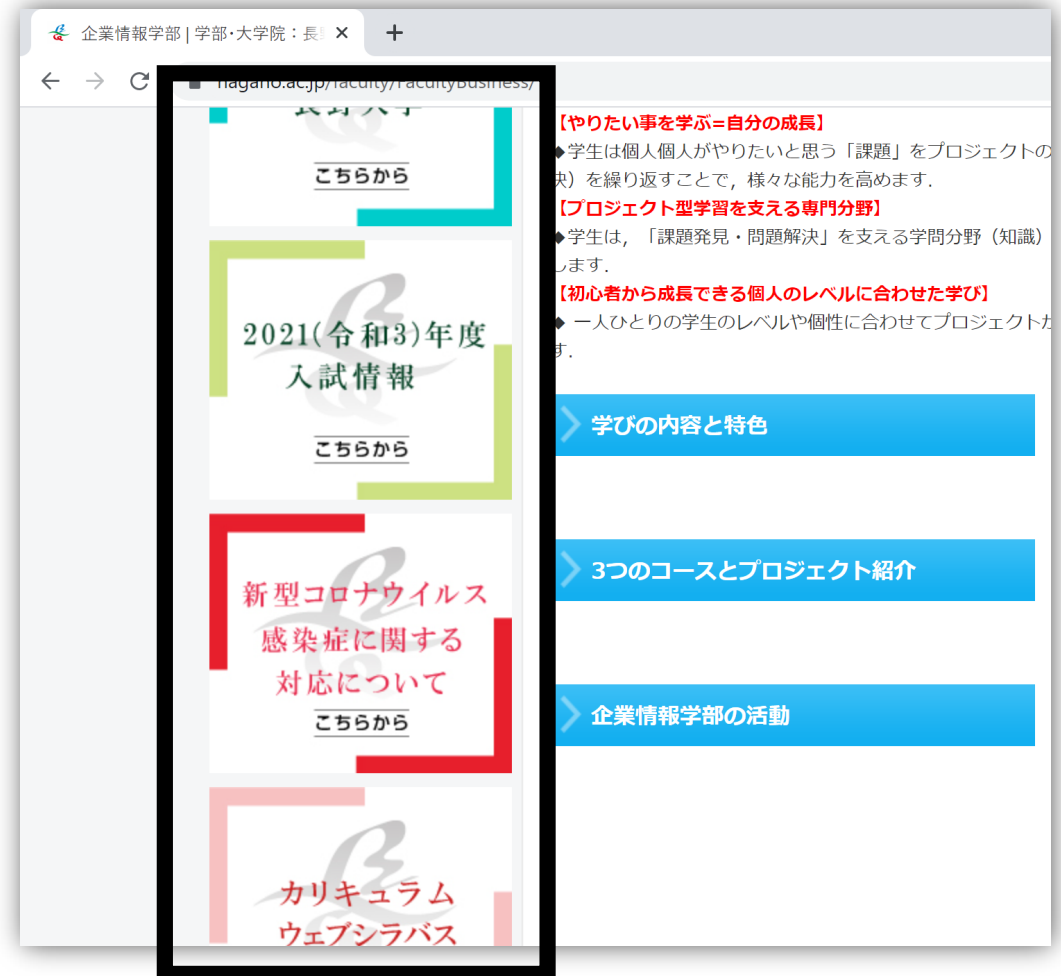 企業情報学部 | 学部・大学院：長
nagano.ac.jp/faculty/FacultyBusiness/
長野大学
こちらから
2021(令和3)年度
入試情報
こちらから
新型コロナウイルス
感染症に関する
対応について
こちらから
カリキュラム
ウェブシラバス
【やりたい事を学ぶ=自分の成長】
◆学生は個人個人がやりたいと思う「課題」をプロジェクトの
決）を繰り返すことで，様々な能力を高めます.
【プロジェクト型学習を支える専門分野】
◆学生は，「課題発見・問題解決」を支える学問分野（知識）
します.
【初心者から成長できる個人のレベルに合わせた学び】
◆ 一人ひとりの学生のレベルや個性に合わせてプロジェクトが
す.
学びの内容と特色
3つのコースとプロジェクト紹介
企業情報学部の活動